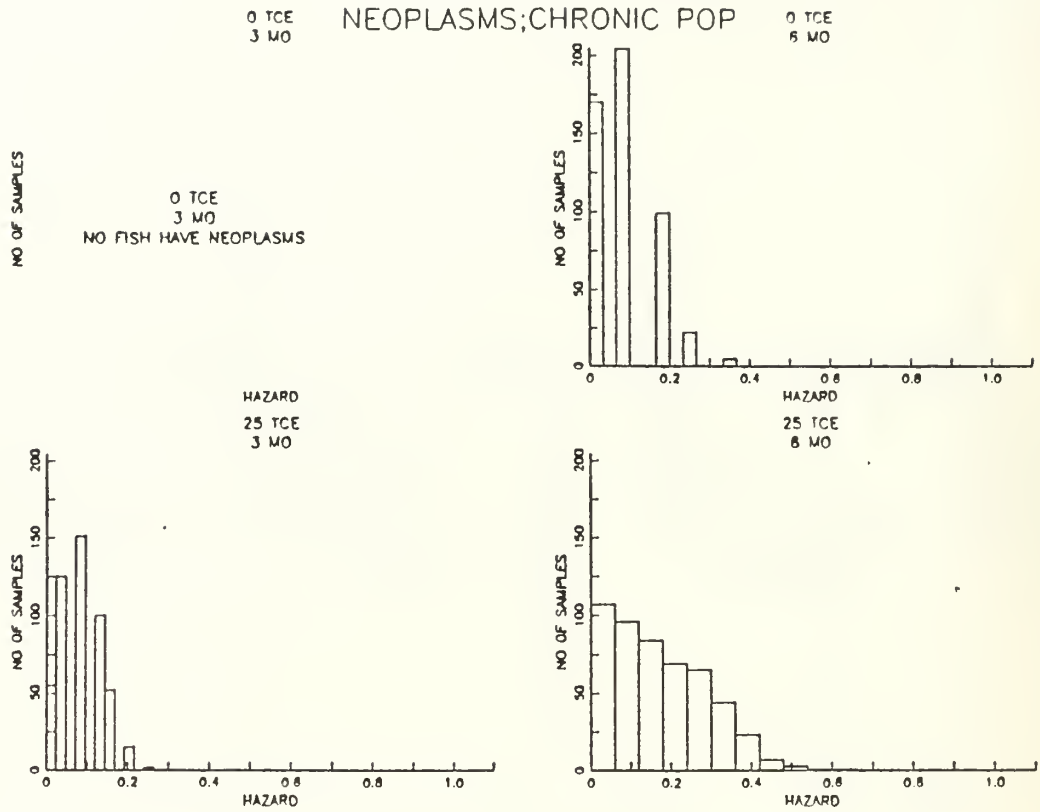 NEOPLASMS;CHRONIC POP
0 TCE
3 MO
NO OF SAMPLES
0 TCE
3 MO
NO FISH HAVE NEOPLASMS
HAZARD
0 TCE
6 MO
NO OF SAMPLES
200
150
100
50
0
0 0.2 0.4 0.6 0.8 1.0
HAZARD
25 TCE
3 MO
NO OF SAMPLES
200
150
100
50
0
0 0.2 0.4 0.6 0.8 1.0
HAZARD
25 TCE
6 MO
NO OF SAMPLES
200
150
100
50
0
0 0.2 0.4 0.6 0.8 1.0
HAZARD